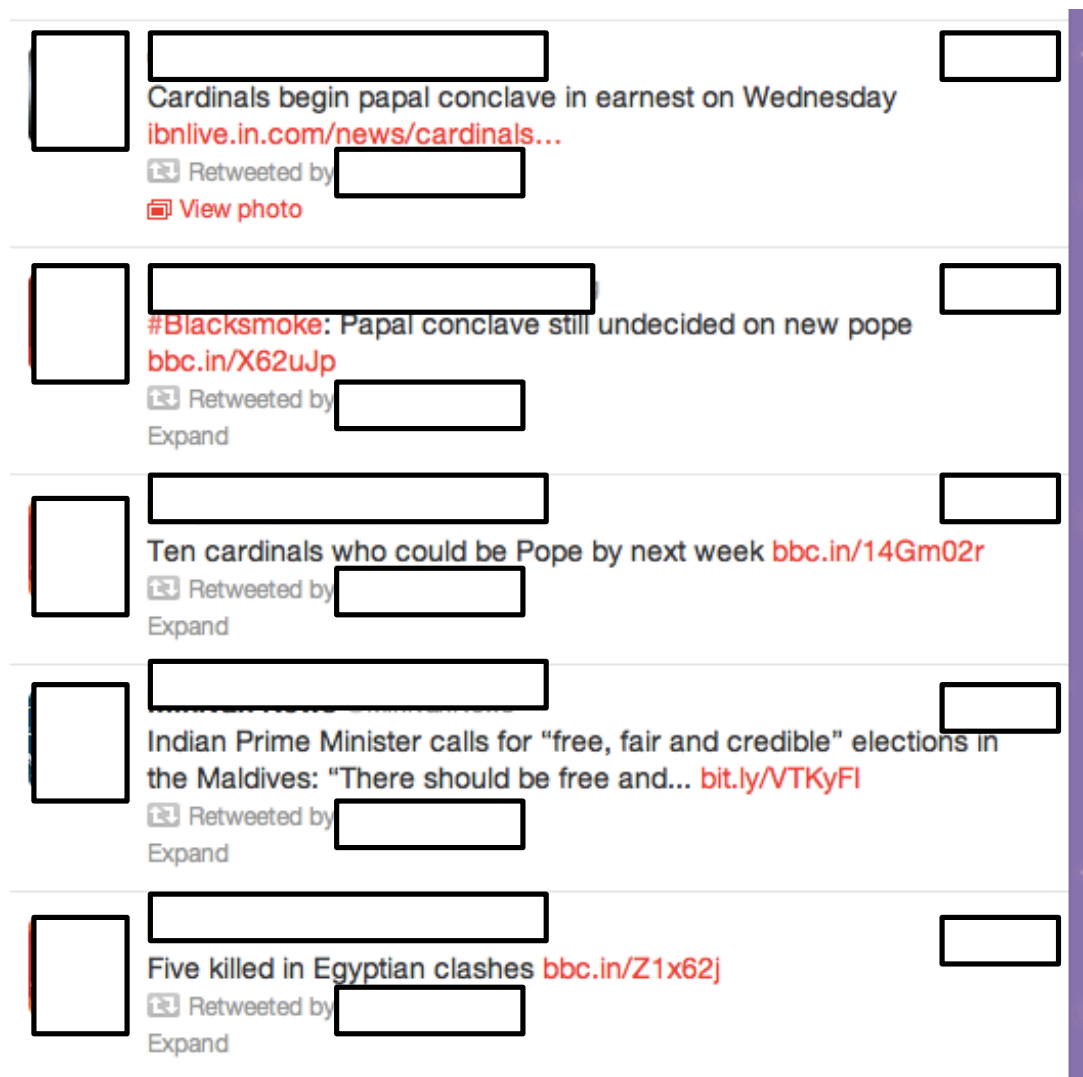 Cardinals begin papal conclave in earnest on Wednesday
ibnlive.in.com/news/cardinals…
Retweeted by
View photo
#Blacksmoke: Papal conclave still undecided on new pope
bbc.in/X62uJp
Retweeted by
Expand
Ten cardinals who could be Pope by next week bbc.in/14Gm02r
Retweeted by
Expand
Indian Prime Minister calls for “free, fair and credible” elections in
the Maldives: “There should be free and... bit.ly/VTKyFI
Retweeted by
Expand
Five killed in Egyptian clashes bbc.in/Z1x62j
Retweeted by
Expand